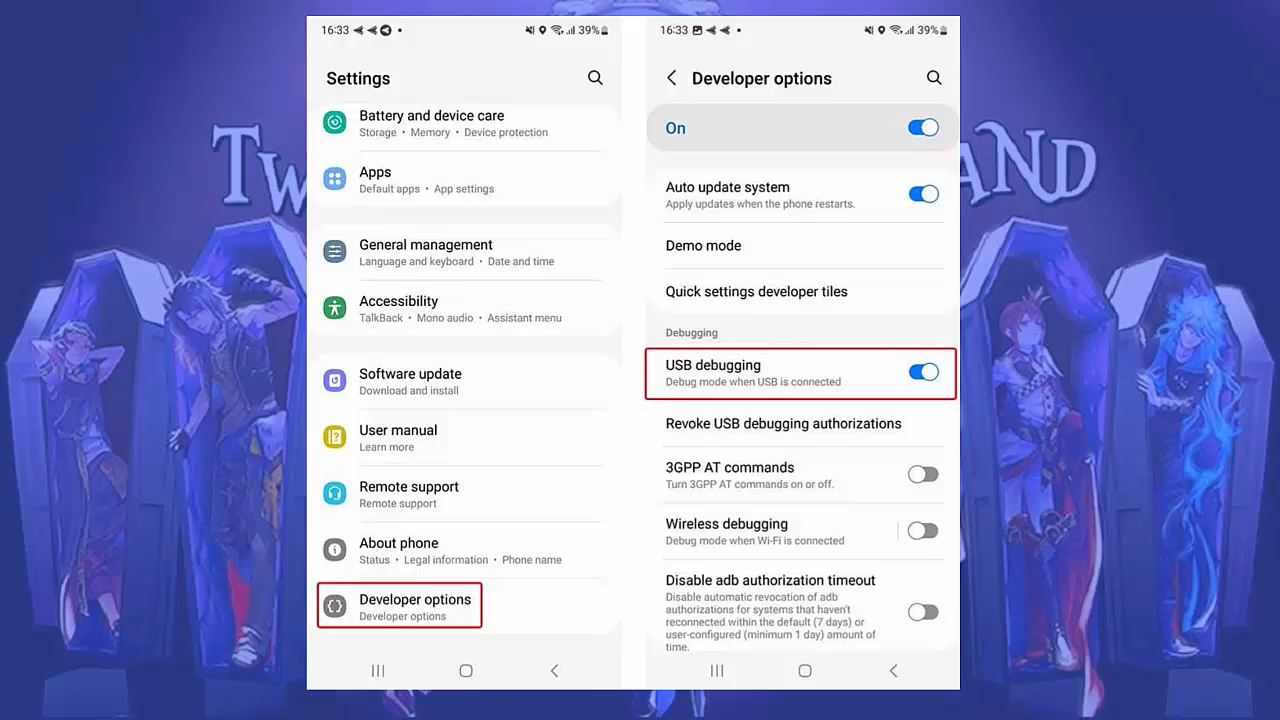 16:33
39%
Settings
Battery and device care
Storage • Memory • Device protection
Apps
Default apps • App settings
General management
Language and keyboard • Date and time
Accessibility
TalkBack • Mono audio • Assistant menu
Software update
Download and install
User manual
Learn more
Remote support
Remote support
About phone
Status • Legal information • Phone name
Developer options
Developer options
16:33
39%
Developer options
On
Auto update system
Apply updates when the phone restarts.
Demo mode
Quick settings developer tiles
Debugging
USB debugging
Debug mode when USB is connected
Revoke USB debugging authorizations
3GPP AT commands
Turn 3GPP AT commands on or off.
Wireless debugging
Debug mode when Wi-Fi is connected
Disable adb authorization timeout
Disable automatic revocation of adb
authorizations for systems that haven't
reconnected within the default (7 days) or
user-configured (minimum 1 day) amount of
time.